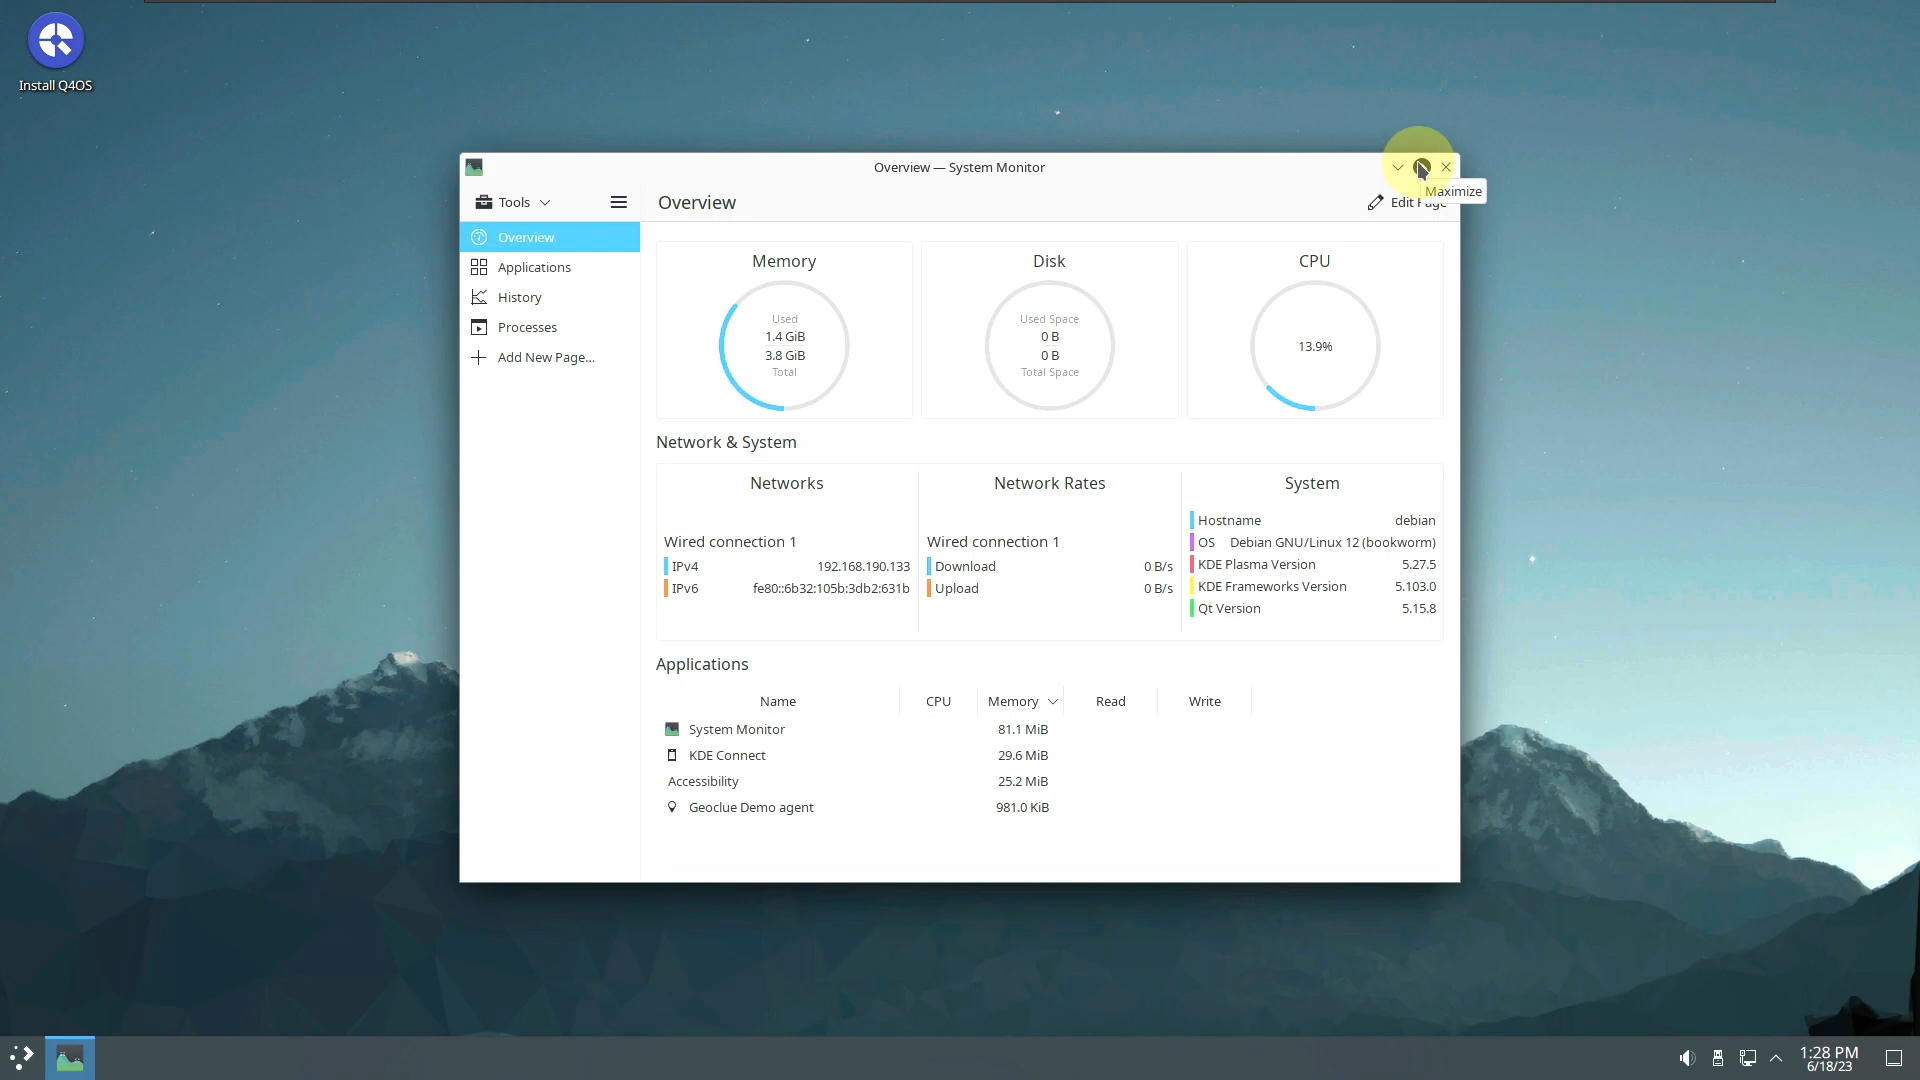 Install Q4OS
Overview — System Monitor
Maximize
Tools
Overview
Edit Page
Overview
Applications
History
Processes
Add New Page...
Memory
Used
1.4 GiB
3.8 GiB
Total
Disk
Used Space
0 B
0 B
Total Space
CPU
13.9%
Network & System
Networks
Wired connection 1
IPv4 192.168.190.133
IPv6 fe80::6b32:105b:3db2:631b
Network Rates
Wired connection 1
Download 0 B/s
Upload 0 B/s
System
Hostname debian
OS Debian GNU/Linux 12 (bookworm)
KDE Plasma Version 5.27.5
KDE Frameworks Version 5.103.0
Qt Version 5.15.8
Applications
Name CPU Memory Read Write
System Monitor 81.1 MiB
KDE Connect 29.6 MiB
Accessibility 25.2 MiB
Geoclue Demo agent 981.0 KiB
1:28 PM
6/18/23